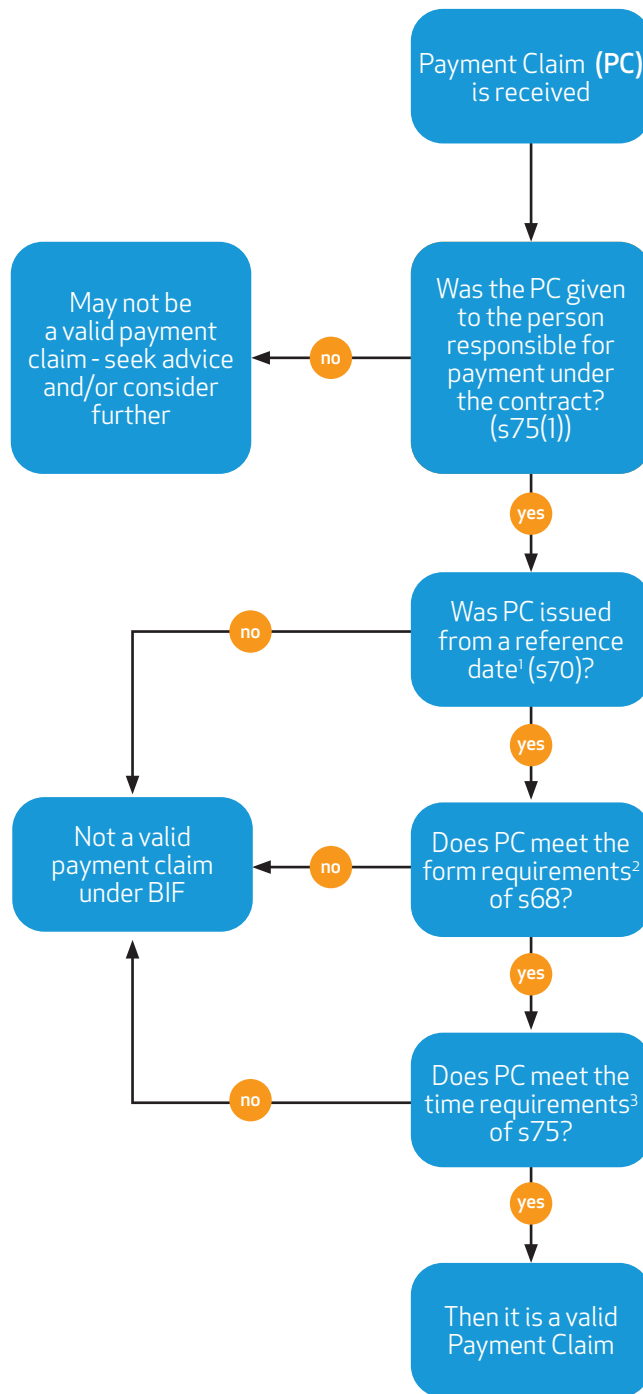 Payment Claim (PC)
is received
May not be
a valid payment
claim - seek advice
and/or consider
further
no
Was the PC given
to the person
responsible for
payment under
the contract?
(s75(1))
yes
no
Was PC issued
from a reference
date¹ (s70)?
yes
Not a valid
payment claim
under BIF
no
Does PC meet the
form requirements²
of s68?
yes
no
Does PC meet the
time requirements³
of s75?
yes
Then it is a valid
Payment Claim